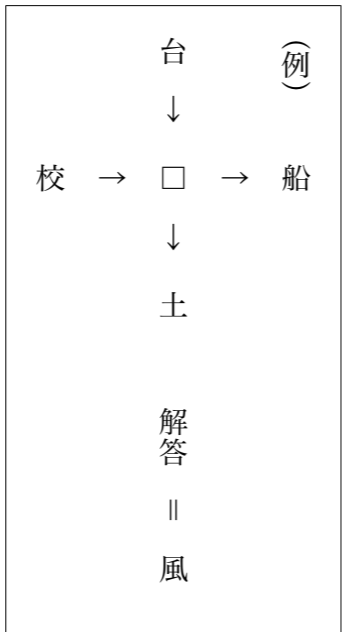 (例)
台
↓
校 → □ → 船
↓
土
解答 = 風